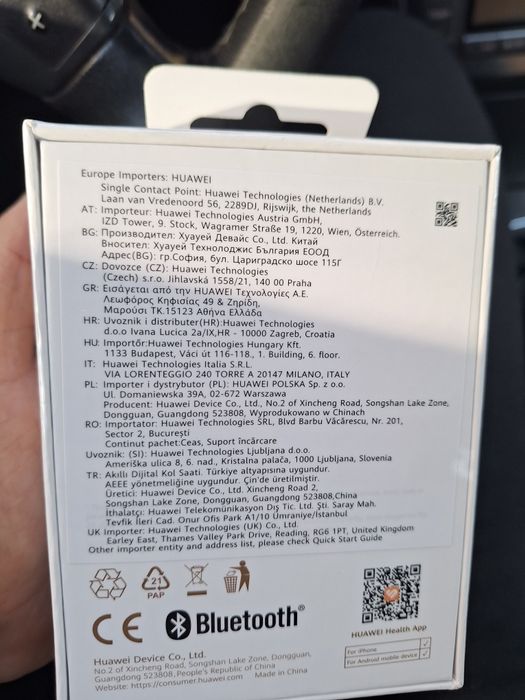 Europe Importers: HUAWEI
Single Contact Point: Huawei Technologies (Netherlands) B.V.
Laan van Vredenoord 56, 2289DJ, Rijswijk, the Netherlands
AT: Importeur: Huawei Technologies Austria GmbH,
IZD Tower, 9. Stock, Wagramer Straße 19, 1220, Wien, Österreich.
BG: Производител: Хуауей Девайс Co., Ltd. Китай
Вносител: Хуауей Технолоджис България ЕООД
Адрес(BG): гр.София, бул. Цариградско шосе 115Г
CZ: Dovozce (CZ): Huawei Technologies
(Czech) s.r.o. Jihlavská 1558/21, 140 00 Praha
GR: Εισάγεται από την HUAWEI Τεχνολογίες Α.Ε.
Λεωφόρος Κηφισίας 49 & Ζηρίδη,
Μαρούσι ΤΚ.15123 Αθήνα Ελλάδα
HR: Uvoznik i distributer(HR):Huawei Technologies
d.o.o Ivana Lucica 2a/IX,HR - 10000 Zagreb, Croatia
HU: Importőr:Huawei Technologies Hungary Kft.
1133 Budapest, Váci út 116-118., 1. Building, 6. floor.
IT: Huawei Technologies Italia S.R.L.
VIA LORENTEGGIO 240 TORRE A 20147 MILANO, ITALY
PL: Importer i dystrybutor (PL): HUAWEI POLSKA Sp. z o.o.
Ul. Domaniewska 39A, 02-672 Warszawa
Producent: Huawei Device Co., Ltd., No.2 of Xincheng Road, Songshan Lake Zone,
Dongguan, Guangdong 523808, Wyprodukowano w Chinach
RO: Importator: Huawei Technologies SRL, Blvd Barbu Văcărescu, Nr. 201,
Sector 2, București
Continut pachet:Ceas, Suport încărcare
Uvoznik: (SI): Huawei Technologies Ljubljana d.o.o.
Ameriška ulica 8, 6. nad., Kristalna palača, 1000 Ljubljana, Slovenia
TR: Akıllı Dijital Kol Saati. Türkiye altyapısına uygundur.
AEEE yönetmeliğine uygundur. Çin'de üretilmiştir.
Üretici: Huawei Device Co., Ltd. Xincheng Road 2,
Songshan Lake Zone, Dongguan, Guangdong 523,808,China
İthalatçı: Huawei Telekomünikasyon Dış Tic. Ltd. Şti. Saray Mah.
Tevfik İleri Cad. Onur Ofis Park A1/10 Ümraniye/İstanbul
UK Importer: Huawei Technologies (UK) Co., Ltd.
Earley East, Thames Valley Park Drive, Reading, RG6 1PT, United Kingdom
Other importer entity and address list, please check Quick Start Guide
21
PAP
CE
Bluetooth®
HUAWEI Health App
For iPhone
For Android mobile device
Huawei Device Co., Ltd.
No.2 of Xincheng Road, Songshan Lake Zone, Dongguan,
Guangdong 523808, People's Republic of China
Website: https://consumer.huawei.com Made in China